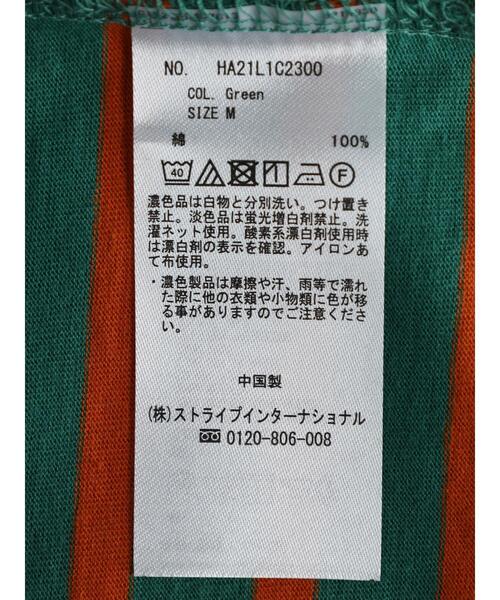 NO. HA21L1C2300
COL. Green
SIZE M
綿 100%
40 F
濃色品は白物と分別洗い。つけ置き
禁止。淡色品は蛍光増白剤禁止。洗
濯ネット使用。酸素系漂白剤使用時
は漂白剤の表示を確認。アイロンあ
て布使用。
・濃色製品は摩擦や汗、雨等で濡れ
た際に他の衣類や小物類に色が移
る事がありますのでご注意くださ
い。
中国製
(株)ストライプインターナショナル
0120-806-008